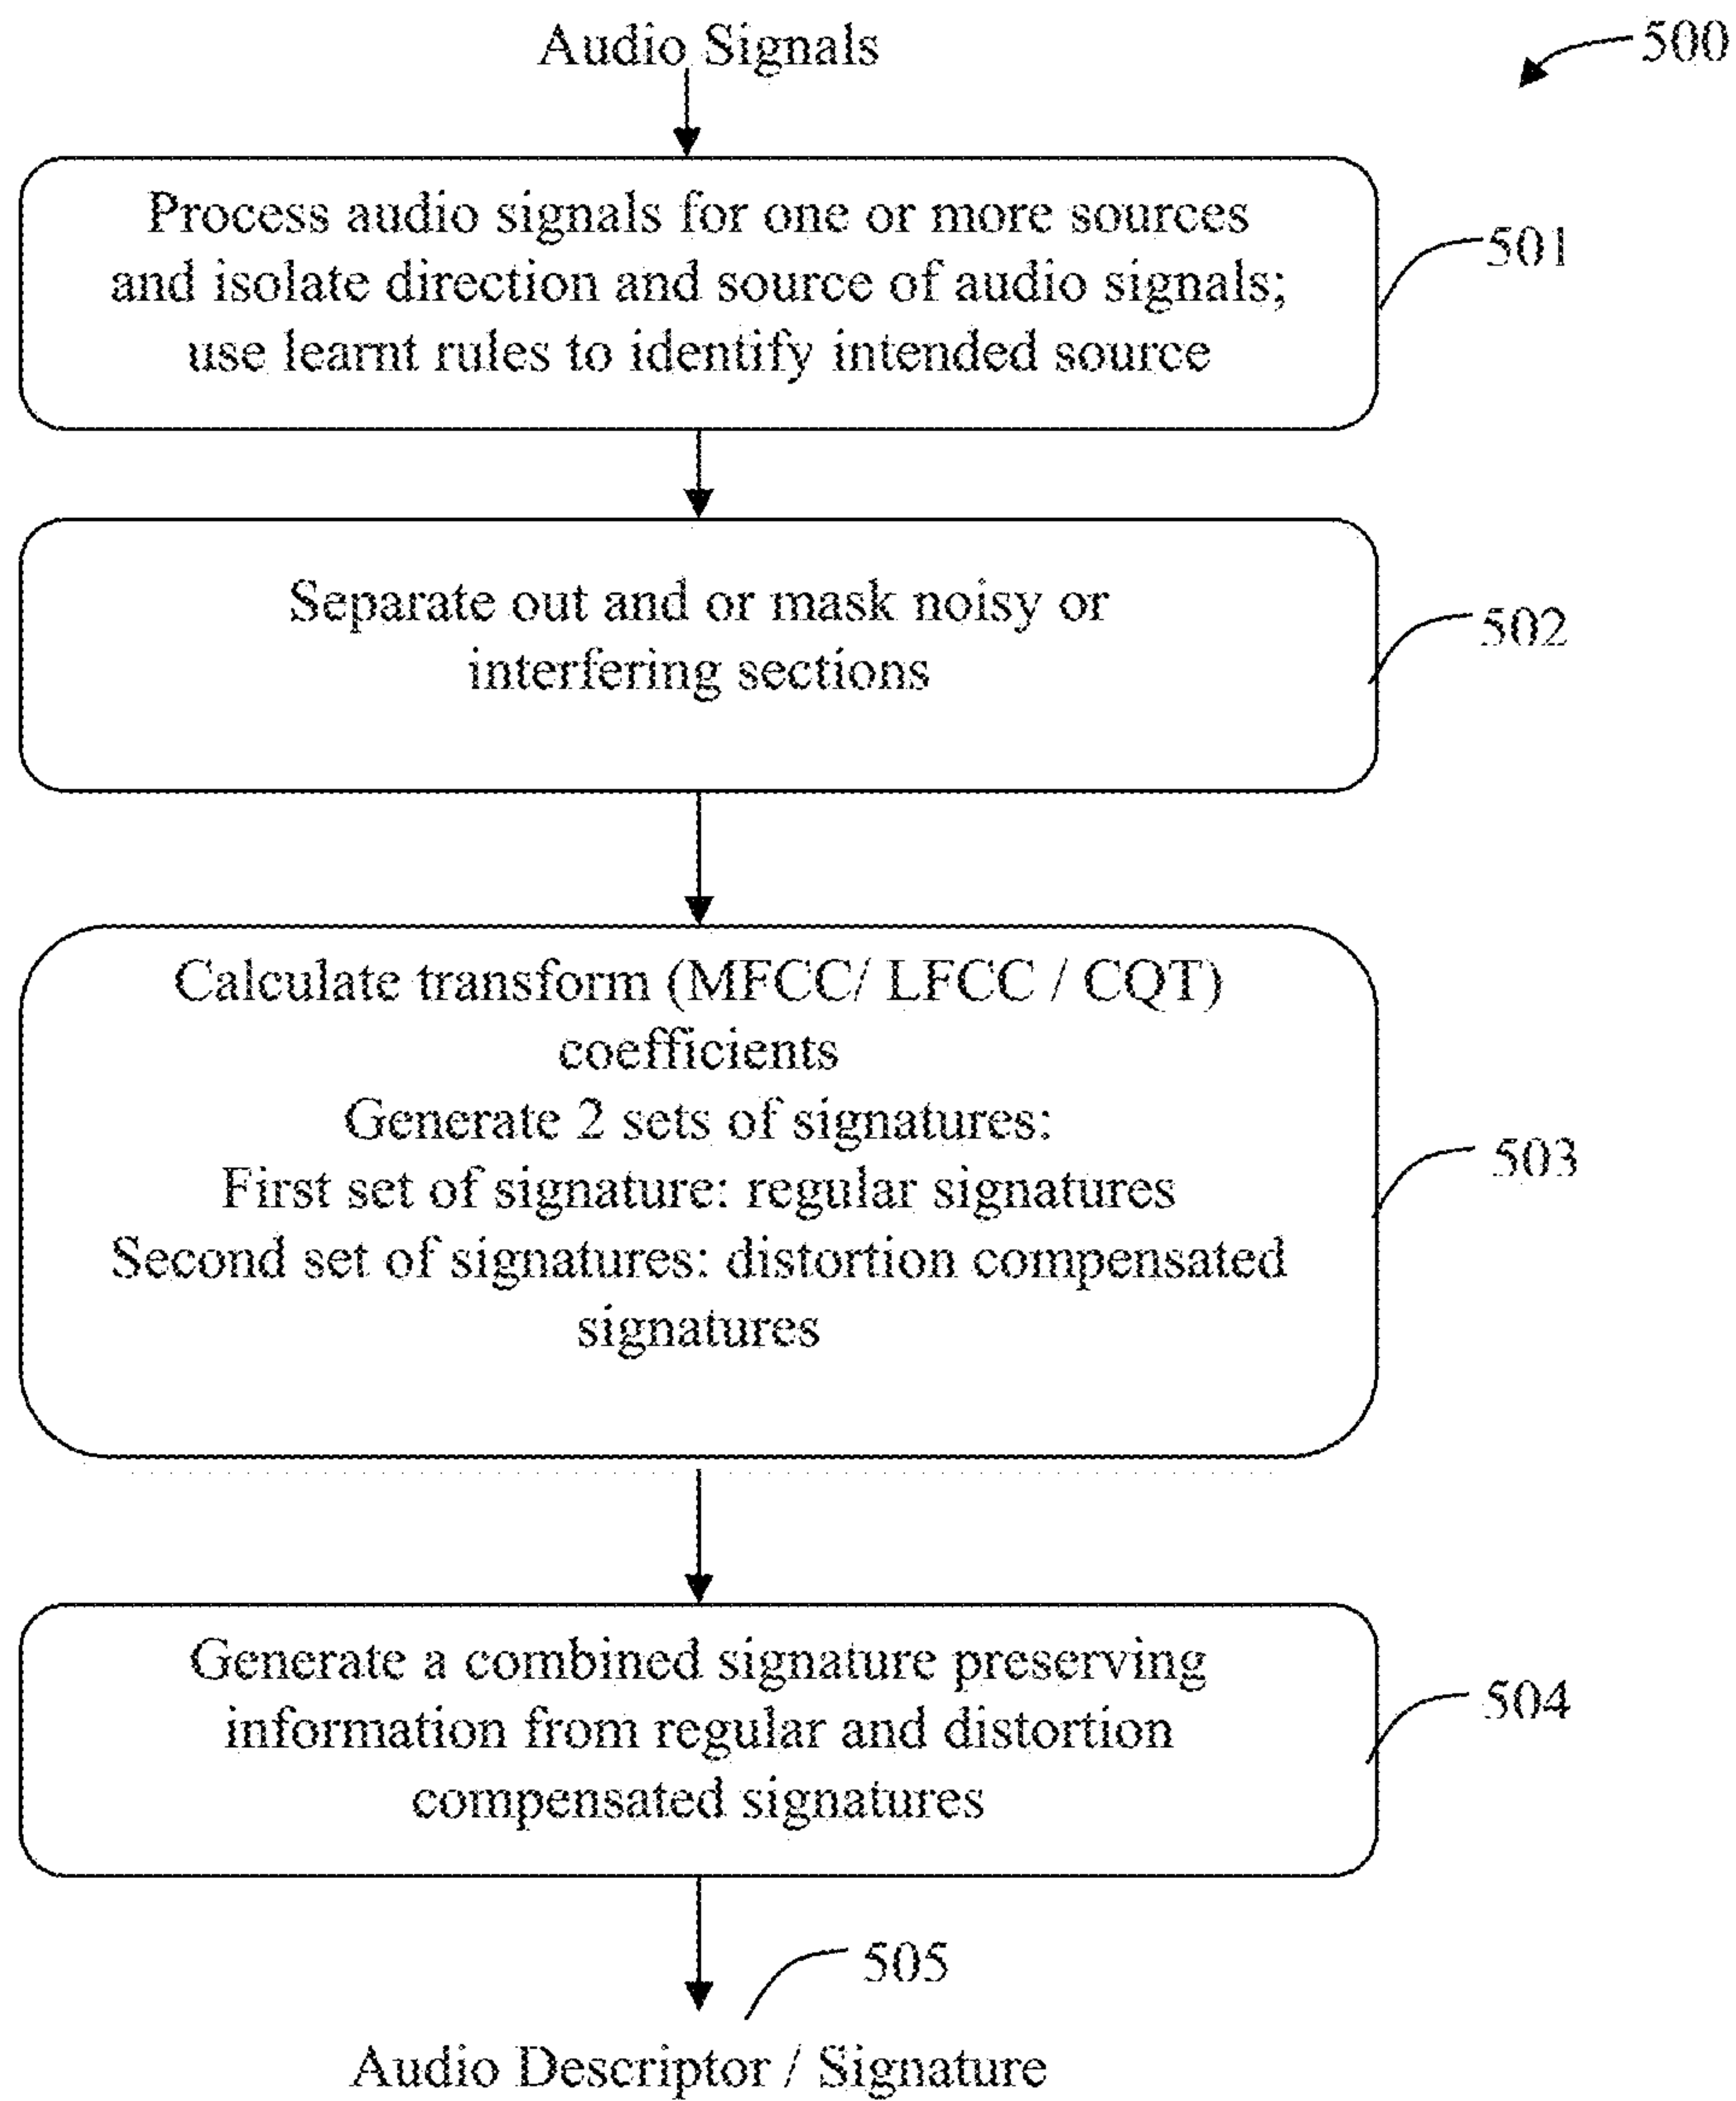 Audio Signals
500
Process audio signals for one or more sources
and isolate direction and source of audio signals;
use learnt rules to identify intended source
501
Separate out and or mask noisy or
interfering sections
502
Calculate transform (MFCC/ LFCC / CQT)
coefficients
Generate 2 sets of signatures:
First set of signature: regular signatures
Second set of signatures: distortion compensated
signatures
503
Generate a combined signature preserving
information from regular and distortion
compensated signatures
504
505
Audio Descriptor / Signature